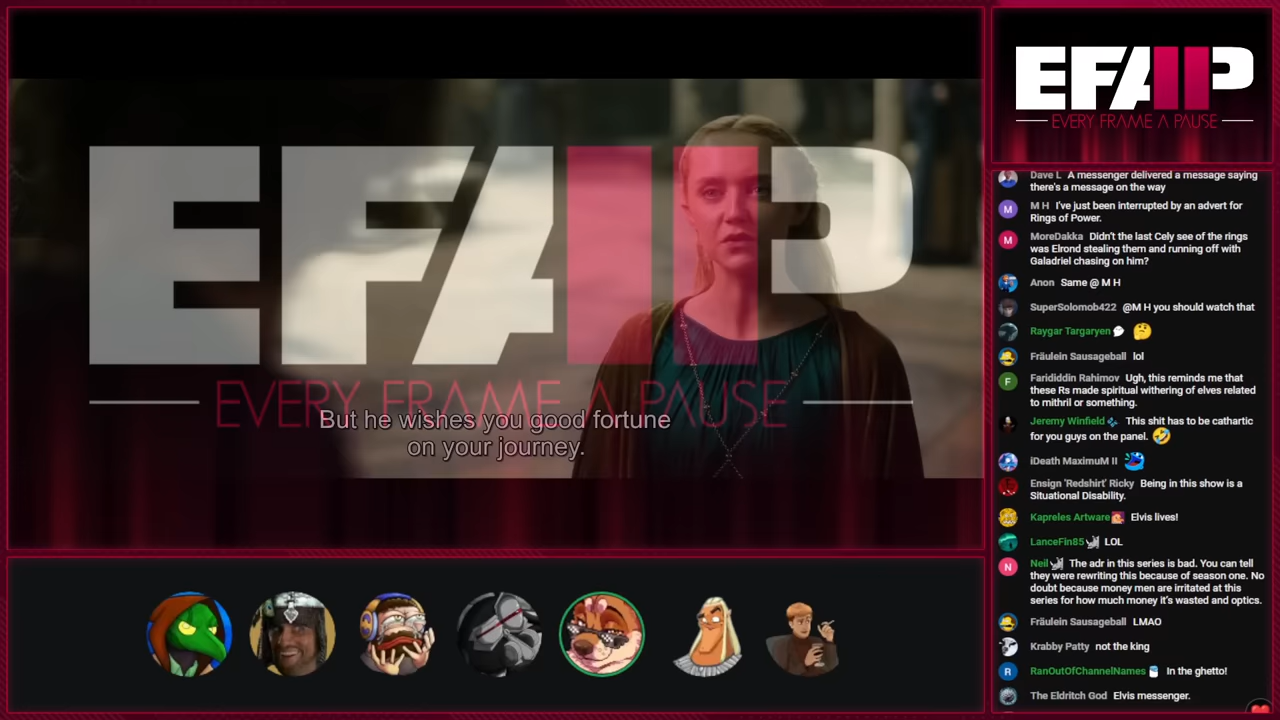 EFAP
EVERY FRAME A PAUSE
But he wishes you good fortune
on your journey.
EFAP
EVERY FRAME A PAUSE
Dave L A messenger delivered a message saying
there's a message on the way
M
M H I've just been interrupted by an advert for
Rings of Power.
M
MoreDakka Didn't the last Cely see of the rings
was Elrond stealing them and running off with
Galadriel chasing on him?
Anon Same @ M H
SuperSolomob422 @M H you should watch that
Raygar Targaryen
Fräulein Sausageball lol
F
Farididdin Rahimov Ugh, this reminds me that
these Rs made spiritual withering of elves related
to mithril or something.
Jeremy Winfield This shit has to be cathartic
for you guys on the panel.
iDeath MaximuM II
Ensign 'Redshirt' Ricky Being in this show is a
Situational Disability.
Kapreles Artware Elvis lives!
LanceFin85 LOL
N
Neil The adr in this series is bad. You can tell
they were rewriting this because of season one. No
doubt because money men are irritated at this
series for how much money it's wasted and optics.
Fräulein Sausageball LMAO
Krabby Patty not the king
R
RanOutOfChannelNames In the ghetto!
The Eldritch God Elvis messenger.